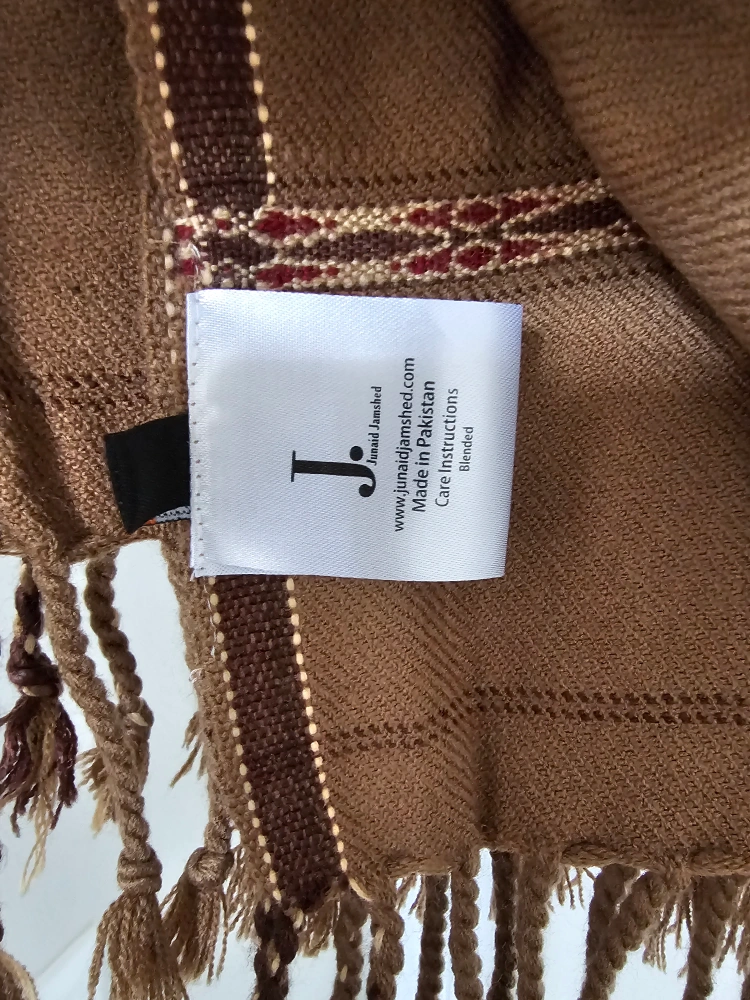 J.
Junaid Jamshed
www.junaidjamshed.com
Made in Pakistan
Care Instructions
Blended